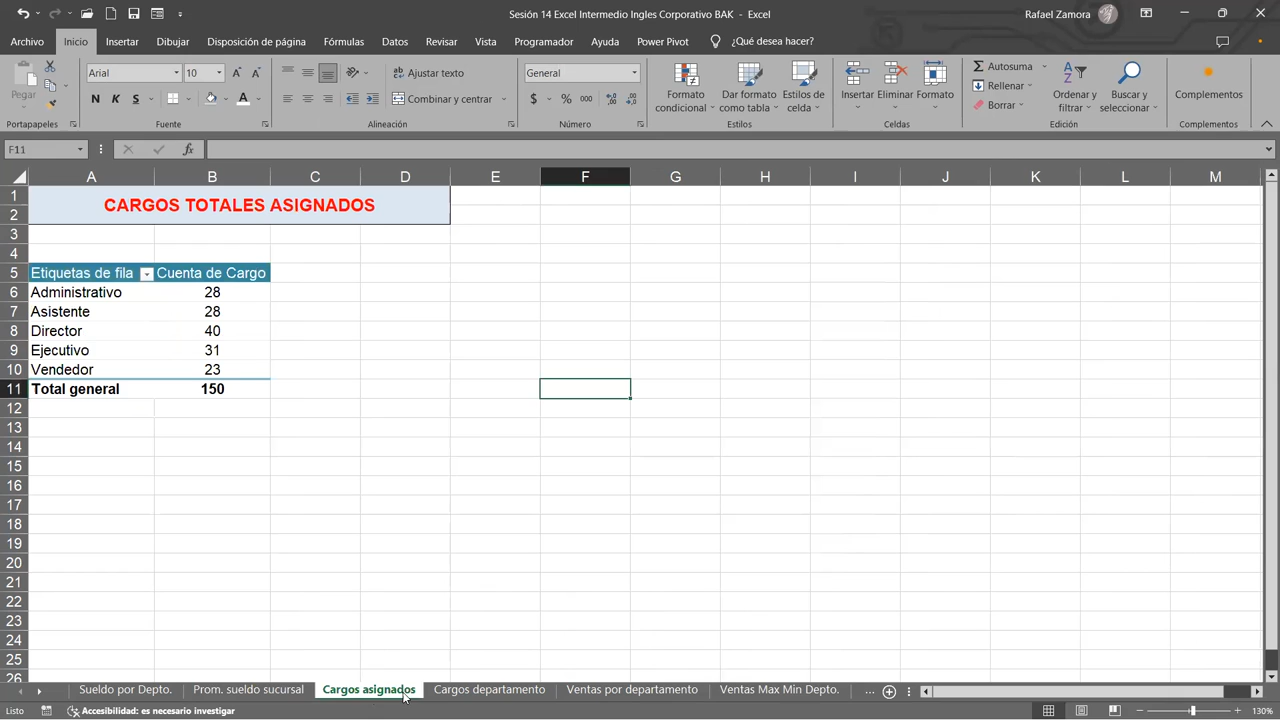 Sesión 14 Excel Intermedio Ingles Corporativo BAK - Excel
Rafael Zamora
Archivo Inicio Insertar Dibujar Disposición de página Fórmulas Datos Revisar Vista Programador Ayuda Power Pivot ¿Qué desea hacer?
Pegar
Arial 10
N K S
Ajustar texto
Combinar y centrar
General
$ % 000
Formato condicional
Dar formato como tabla
Estilos de celda
Insertar Eliminar Formato
Autosuma
Rellenar
Borrar
Ordenar y filtrar
Buscar y seleccionar
Complementos
Portapapeles Fuente Alineación Número Estilos Celdas Edición Complementos
F11 fx
A B C D E F G H I J K L M
1 CARGOS TOTALES ASIGNADOS
2
3
4
5 Etiquetas de fila Cuenta de Cargo
6 Administrativo 28
7 Asistente 28
8 Director 40
9 Ejecutivo 31
10 Vendedor 23
11 Total general 150
12
13
14
15
16
17
18
19
20
21
22
23
24
25
26
Sueldo por Depto. Prom. sueldo sucursal Cargos asignados Cargos departamento Ventas por departamento Ventas Max Min Depto. ...
Listo Accesibilidad: es necesario investigar 130%